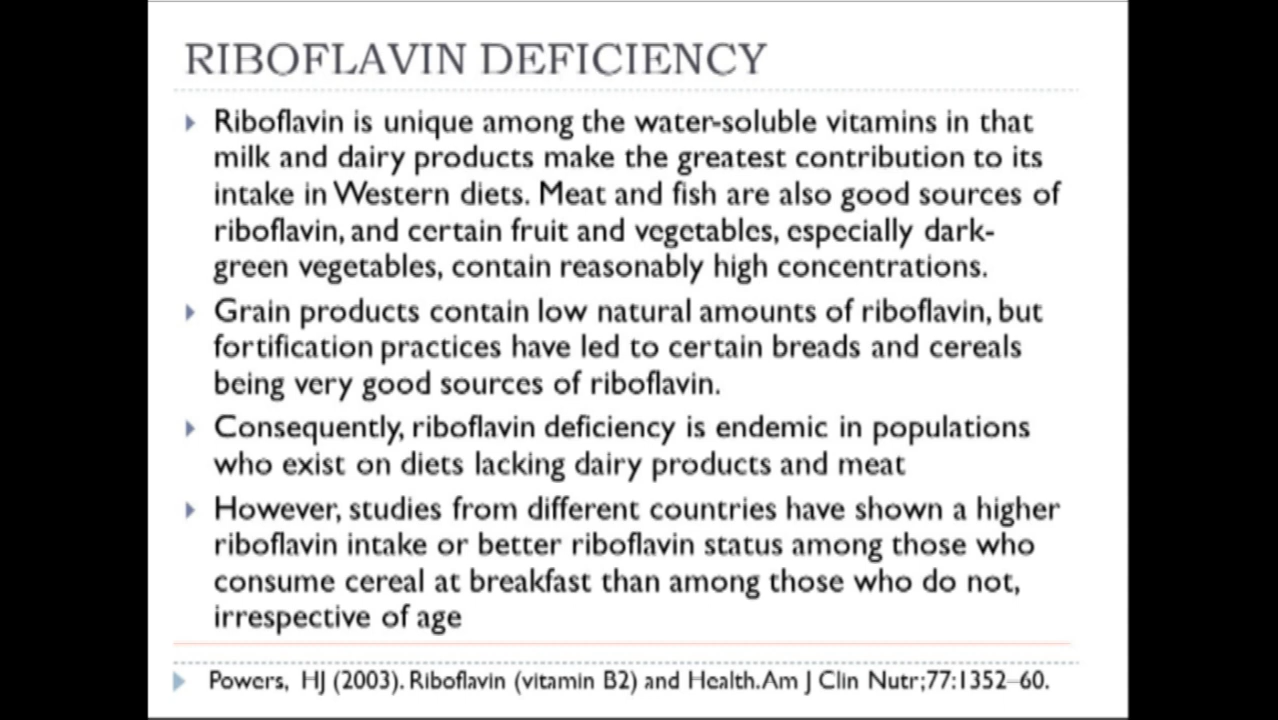 RIBOFLAVIN DEFICIENCY
Riboflavin is unique among the water-soluble vitamins in that
milk and dairy products make the greatest contribution to its
intake in Western diets. Meat and fish are also good sources of
riboflavin, and certain fruit and vegetables, especially dark-
green vegetables, contain reasonably high concentrations.
Grain products contain low natural amounts of riboflavin, but
fortification practices have led to certain breads and cereals
being very good sources of riboflavin.
Consequently, riboflavin deficiency is endemic in populations
who exist on diets lacking dairy products and meat
However, studies from different countries have shown a higher
riboflavin intake or better riboflavin status among those who
consume cereal at breakfast than among those who do not,
irrespective of age
Powers, HJ (2003). Riboflavin (vitamin B2) and Health.Am J Clin Nutr;77:1352–60.